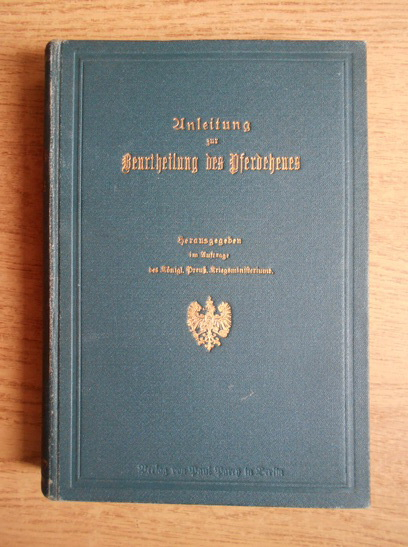 Anleitung
zur
Beurtheilung des Pferdeheues
Herausgegeben
im Auftrage
des Königl. Preuß. Kriegsministeriums.
Verlag von Paul Parey in Berlin